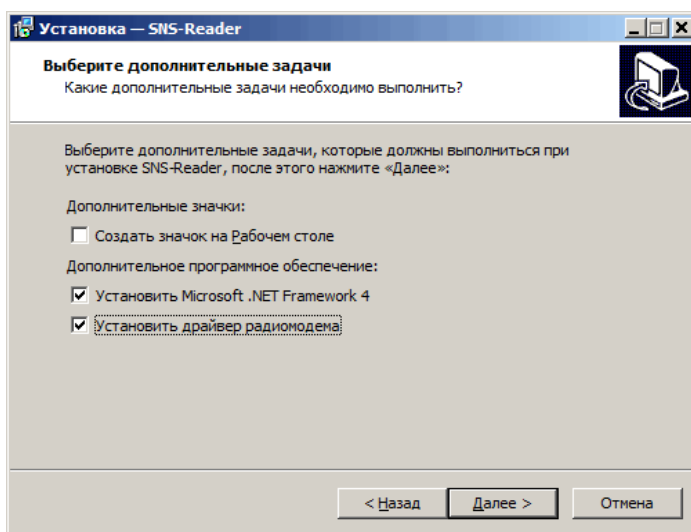 Установка — SNS-Reader
Выберите дополнительные задачи
Какие дополнительные задачи необходимо выполнить?
Выберите дополнительные задачи, которые должны выполниться при
установке SNS-Reader, после этого нажмите «Далее»:
Дополнительные значки:
Создать значок на Рабочем столе
Дополнительное программное обеспечение:
Установить Microsoft .NET Framework 4
Установить драйвер радиомодема
< Назад
Далее >
Отмена